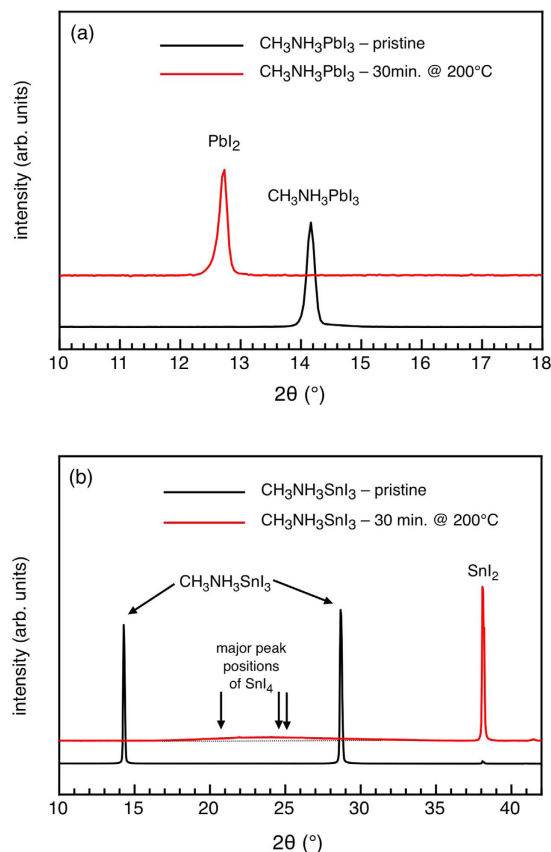 (a)
CH3NH3PbI3 – pristine
CH3NH3PbI3 – 30min. @ 200°C
PbI2
CH3NH3PbI3
intensity (arb. units)
10 11 12 13 14 15 16 17 18
2θ (°)
(b)
CH3NH3SnI3 – pristine
CH3NH3SnI3 – 30 min. @ 200°C
SnI2
CH3NH3SnI3
major peak
positions
of SnI4
intensity (arb. units)
10 15 20 25 30 35 40
2θ (°)